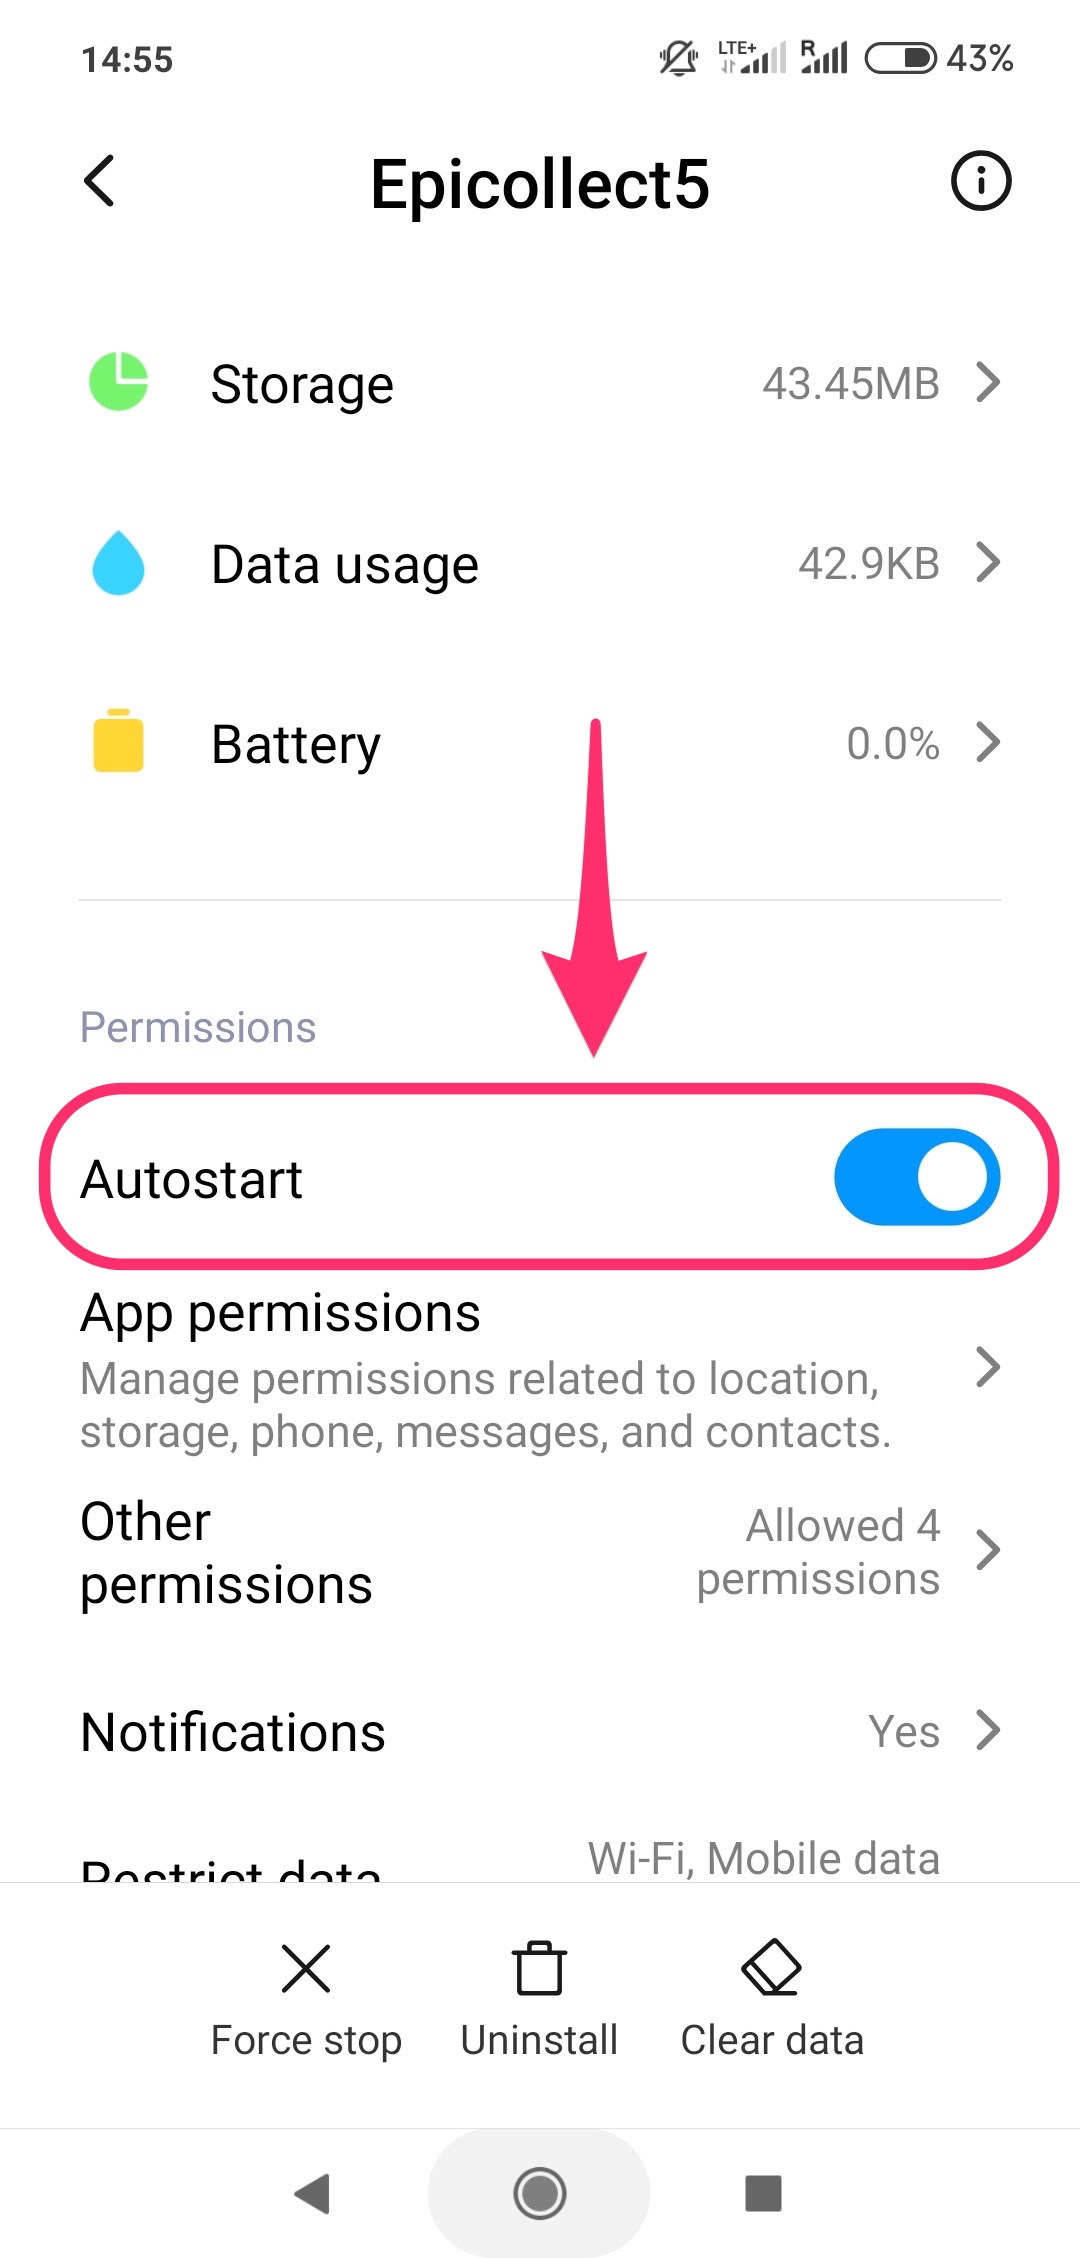 14:55 LTE+ R 43%
Epicollect5
Storage 43.45MB
Data usage 42.9KB
Battery 0.0%
Permissions
Autostart
App permissions
Manage permissions related to location,
storage, phone, messages, and contacts.
Other Allowed 4
permissions permissions
Notifications Yes
Restrict data Wi-Fi, Mobile data
Force stop Uninstall Clear data